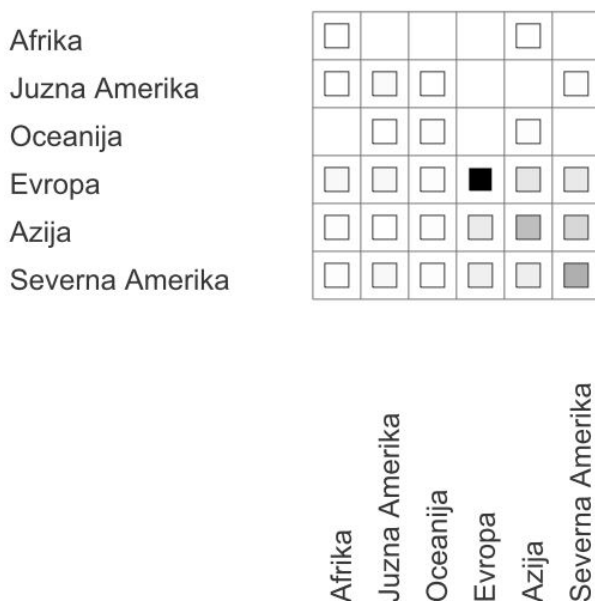 Afrika
Juzna Amerika
Oceanija
Evropa
Azija
Severna Amerika
Afrika
Juzna Amerika
Oceanija
Evropa
Azija
Severna Amerika